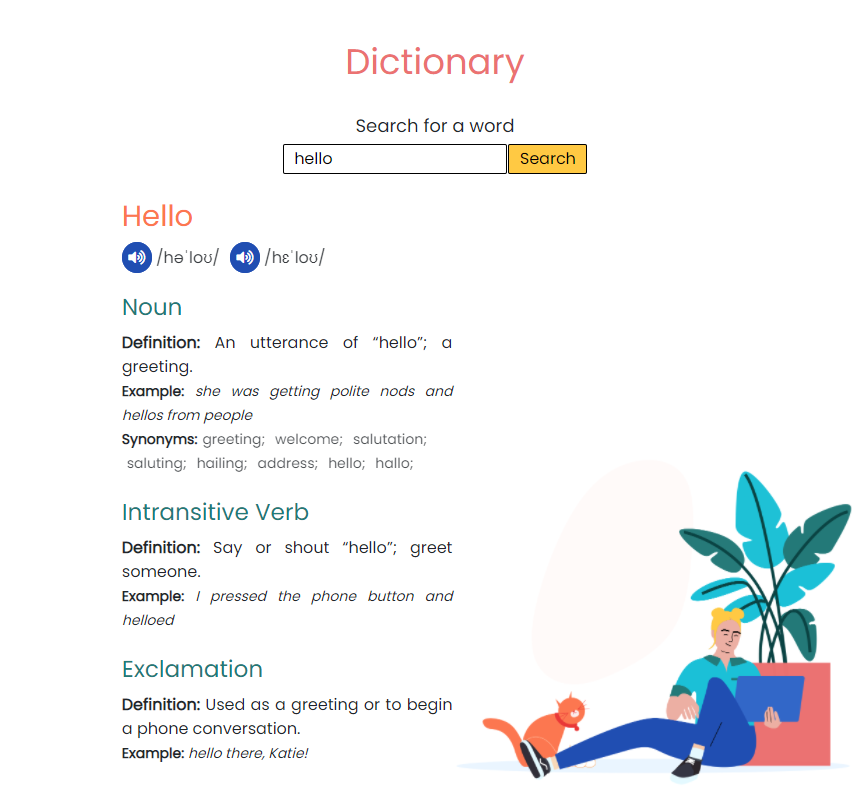 Dictionary
Search for a word
hello
Search
Hello
/həˈloʊ/ /hɛˈloʊ/
Noun
Definition: An utterance of “hello”; a
greeting.
Example: she was getting polite nods and
hellos from people
Synonyms: greeting; welcome; salutation;
saluting; hailing; address; hello; hallo;
Intransitive Verb
Definition: Say or shout “hello”; greet
someone.
Example: I pressed the phone button and
helloed
Exclamation
Definition: Used as a greeting or to begin
a phone conversation.
Example: hello there, Katie!